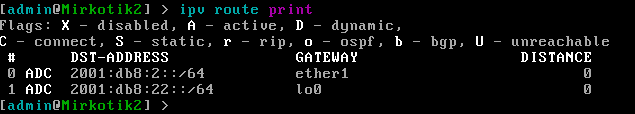 [admin@Mirkotik2] > ipv route print
Flags: X - disabled, A - active, D - dynamic,
C - connect, S - static, r - rip, o - ospf, b - bgp, U - unreachable
# DST-ADDRESS GATEWAY DISTANCE
0 ADC 2001:db8:2::/64 ether1 0
1 ADC 2001:db8:22::/64 lo0 0
[admin@Mirkotik2] >